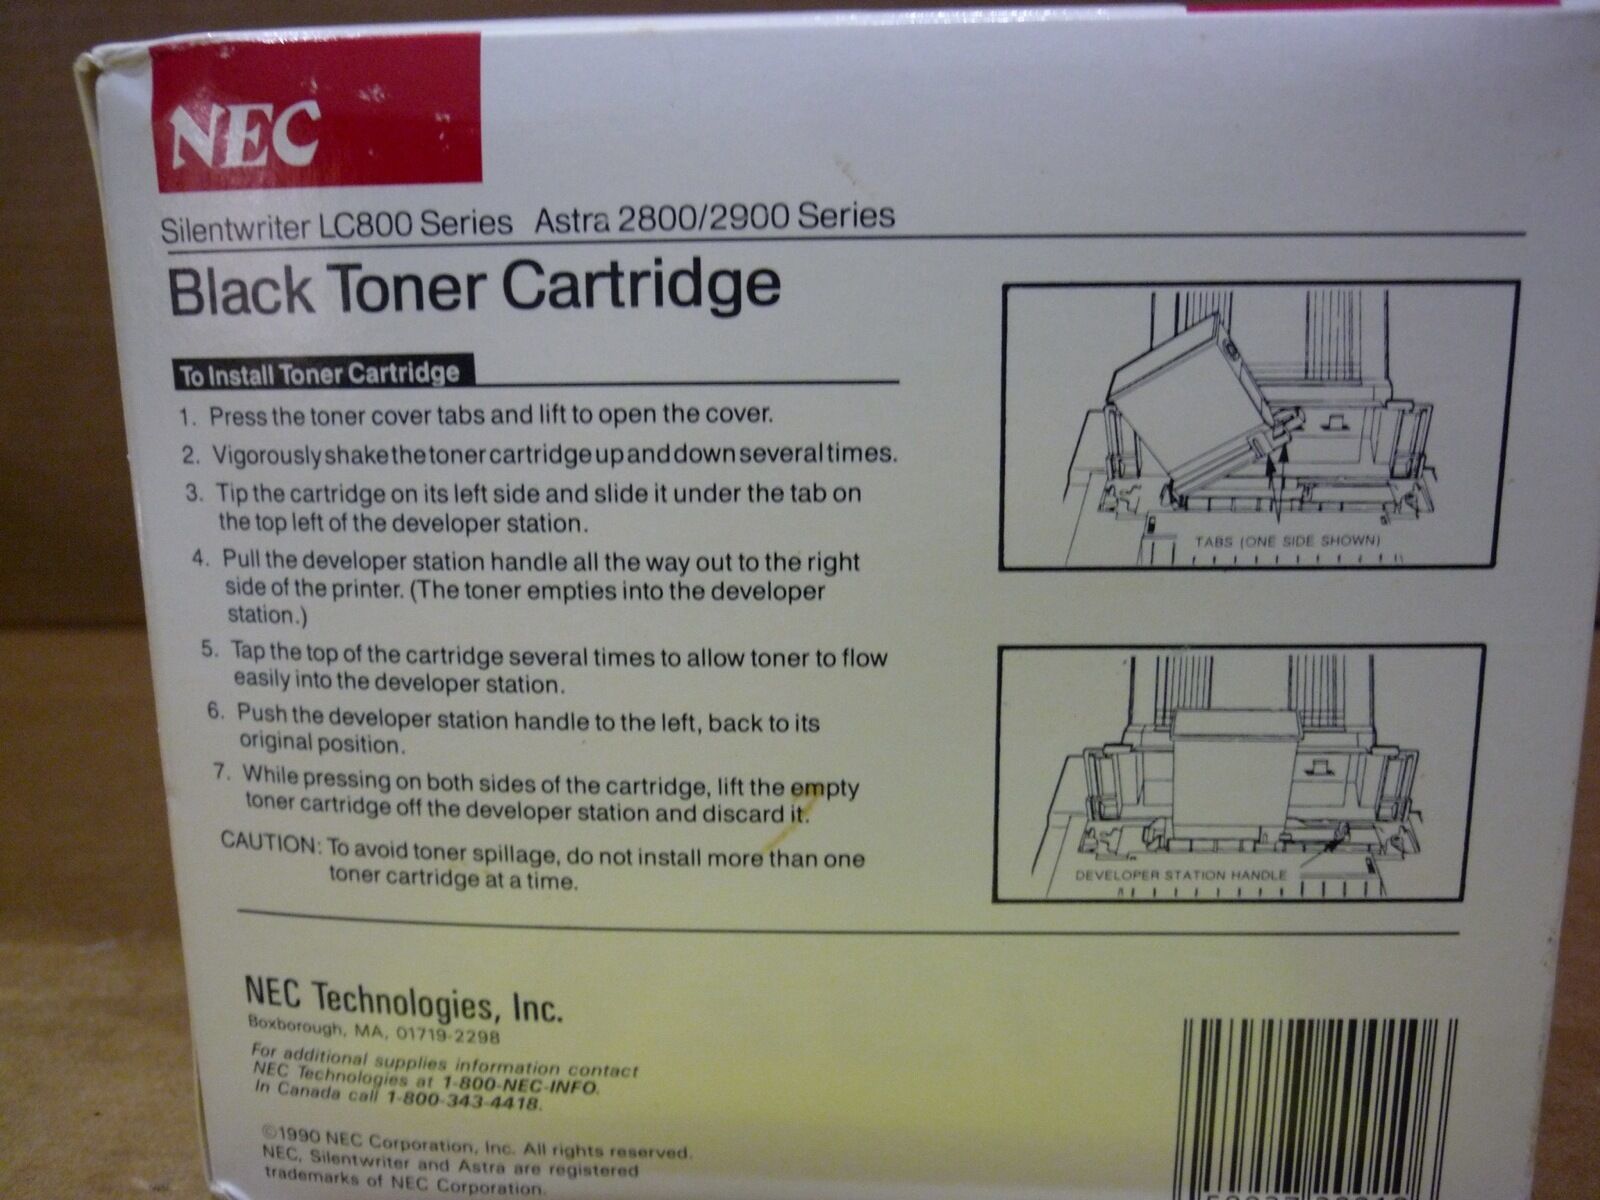 NEC
Silentwriter LC800 Series Astra 2800/2900 Series
Black Toner Cartridge
To Install Toner Cartridge
1. Press the toner cover tabs and lift to open the cover.
2. Vigorously shake the toner cartridge up and down several times.
3. Tip the cartridge on its left side and slide it under the tab on
the top left of the developer station.
4. Pull the developer station handle all the way out to the right
side of the printer. (The toner empties into the developer
station.)
5. Tap the top of the cartridge several times to allow toner to flow
easily into the developer station.
6. Push the developer station handle to the left, back to its
original position.
7. While pressing on both sides of the cartridge, lift the empty
toner cartridge off the developer station and discard it.
CAUTION: To avoid toner spillage, do not install more than one
toner cartridge at a time.
TABS (ONE SIDE SHOWN)
DEVELOPER STATION HANDLE
NEC Technologies, Inc.
Boxborough, MA, 01719-2298
For additional supplies information contact
NEC Technologies at 1-800-NEC-INFO.
In Canada call 1-800-343-4418.
©1990 NEC Corporation, Inc. All rights reserved.
NEC, Silentwriter and Astra are registered
trademarks of NEC Corporation.